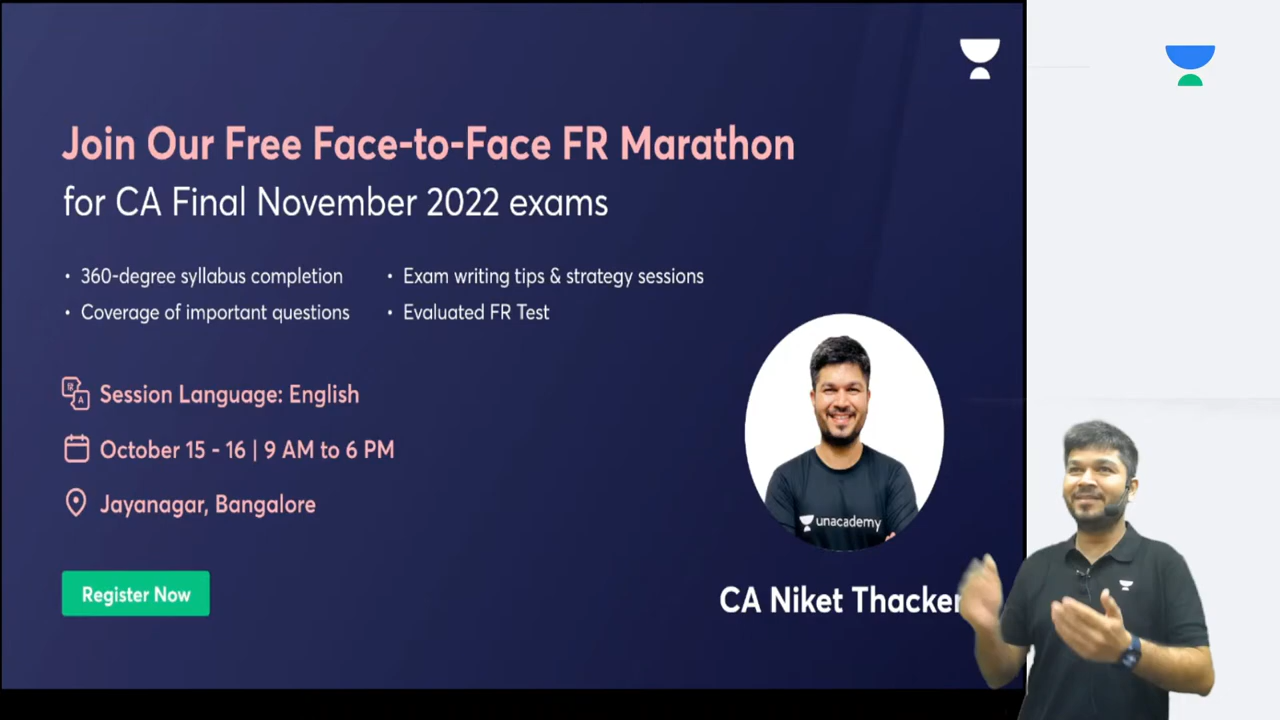 Join Our Free Face-to-Face FR Marathon
for CA Final November 2022 exams
• 360-degree syllabus completion
• Exam writing tips & strategy sessions
• Coverage of important questions
• Evaluated FR Test
Session Language: English
October 15 - 16 | 9 AM to 6 PM
Jayanagar, Bangalore
Register Now
unacademy
CA Niket Thacker